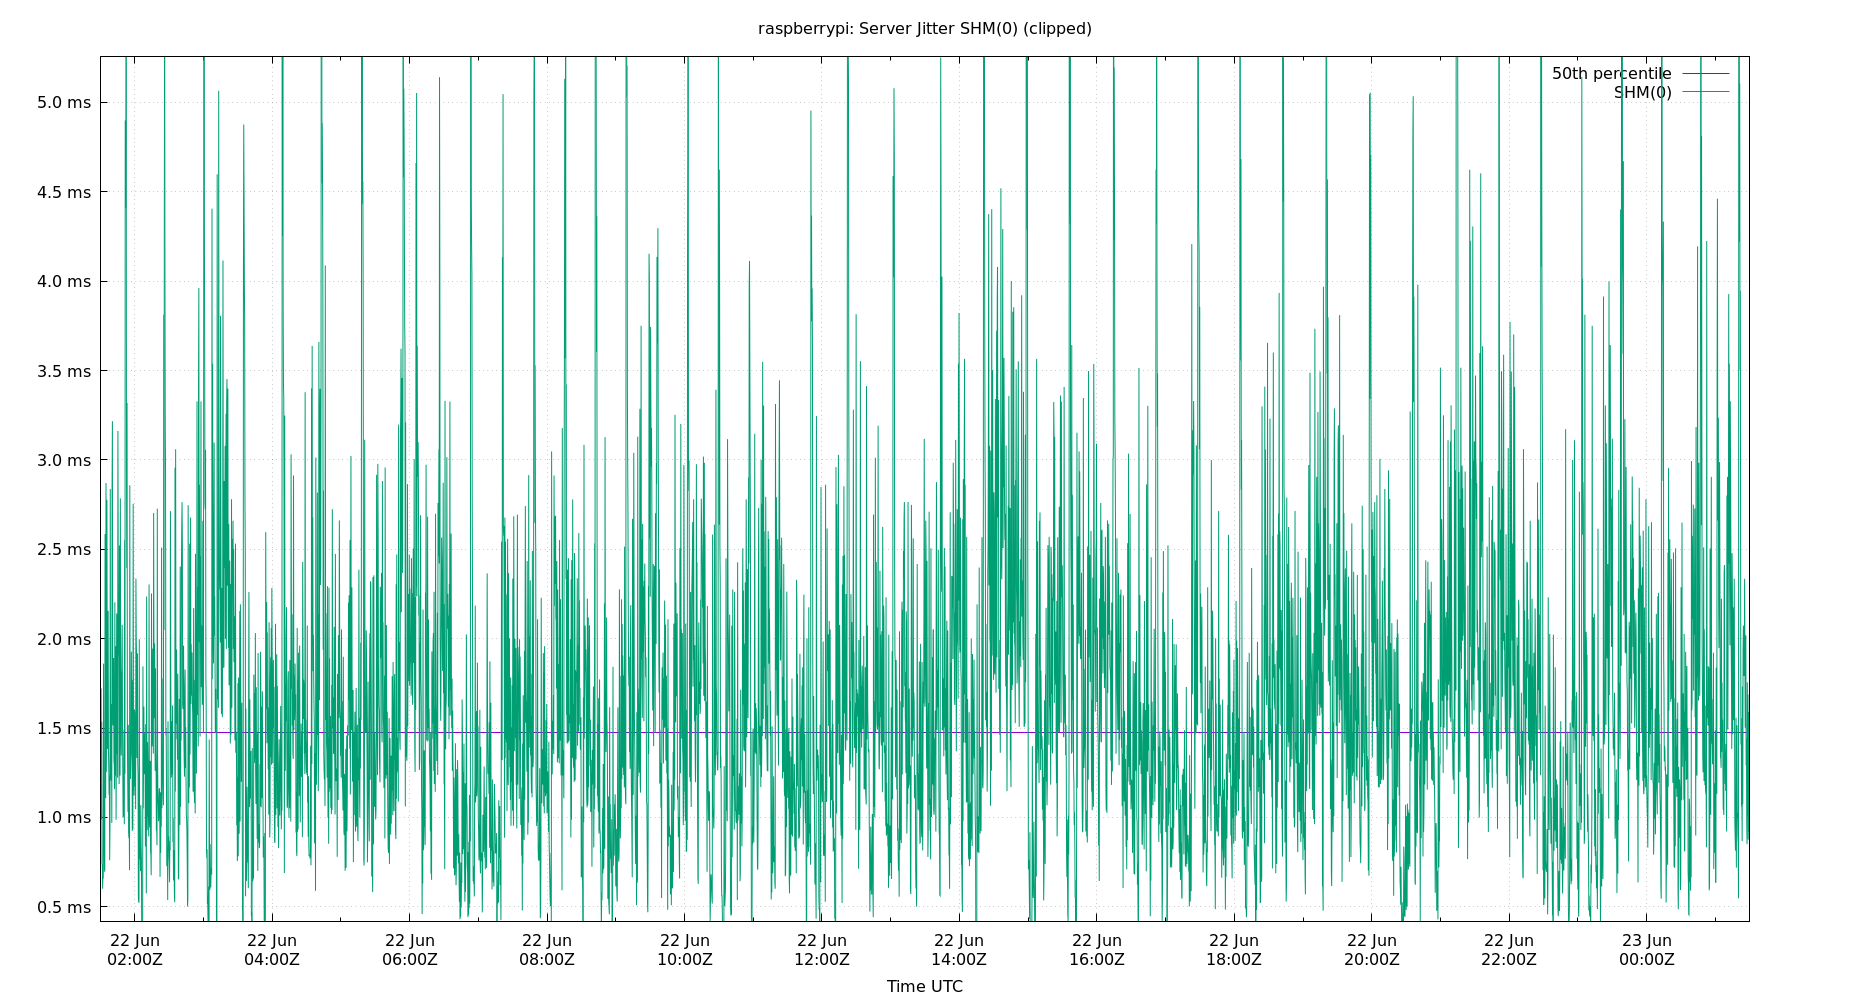 raspberrypi: Server Jitter SHM(0) (clipped)
50th percentile
SHM(0)
5.0 ms
4.5 ms
4.0 ms
3.5 ms
3.0 ms
2.5 ms
2.0 ms
1.5 ms
1.0 ms
0.5 ms
22 Jun 22 Jun 22 Jun 22 Jun 22 Jun 22 Jun 22 Jun 22 Jun 22 Jun 22 Jun 22 Jun 23 Jun
02:00Z 04:00Z 06:00Z 08:00Z 10:00Z 12:00Z 14:00Z 16:00Z 18:00Z 20:00Z 22:00Z 00:00Z
Time UTC